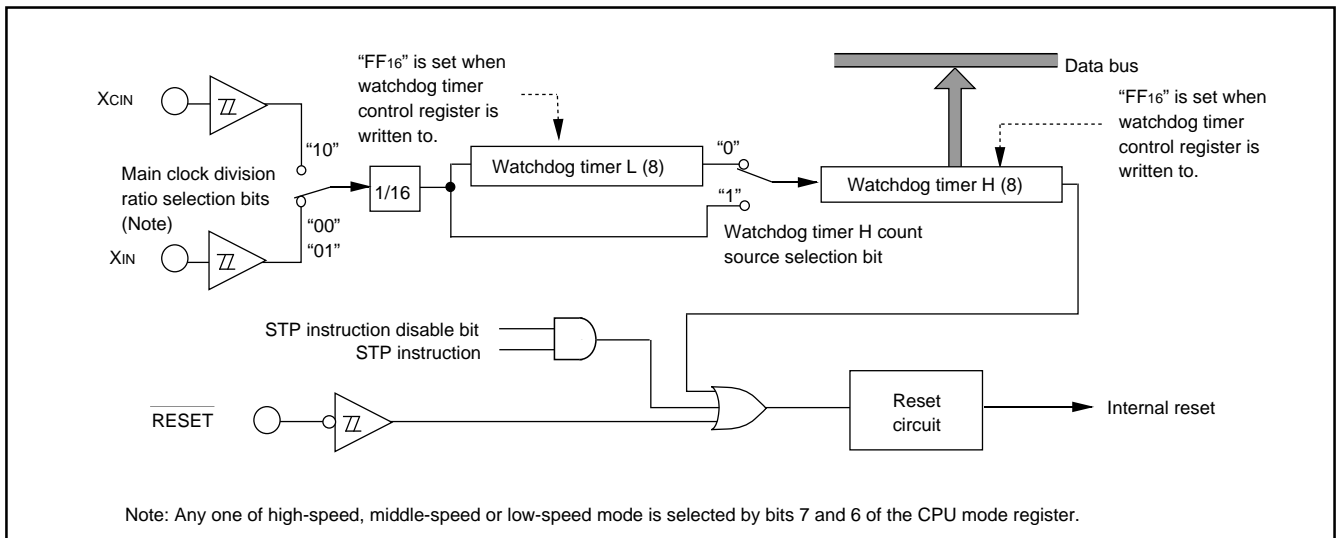 “FF16” is set when
watchdog timer
control register is
written to.
Data bus
“FF16” is set when
watchdog timer
control register is
written to.
XCIN
“10”
Main clock division
ratio selection bits
(Note)
“00”
“01”
XIN
1/16
Watchdog timer L (8)
“0”
“1”
Watchdog timer H count
source selection bit
Watchdog timer H (8)
STP instruction disable bit
STP instruction
RESET
Reset
circuit
Internal reset
Note: Any one of high-speed, middle-speed or low-speed mode is selected by bits 7 and 6 of the CPU mode register.